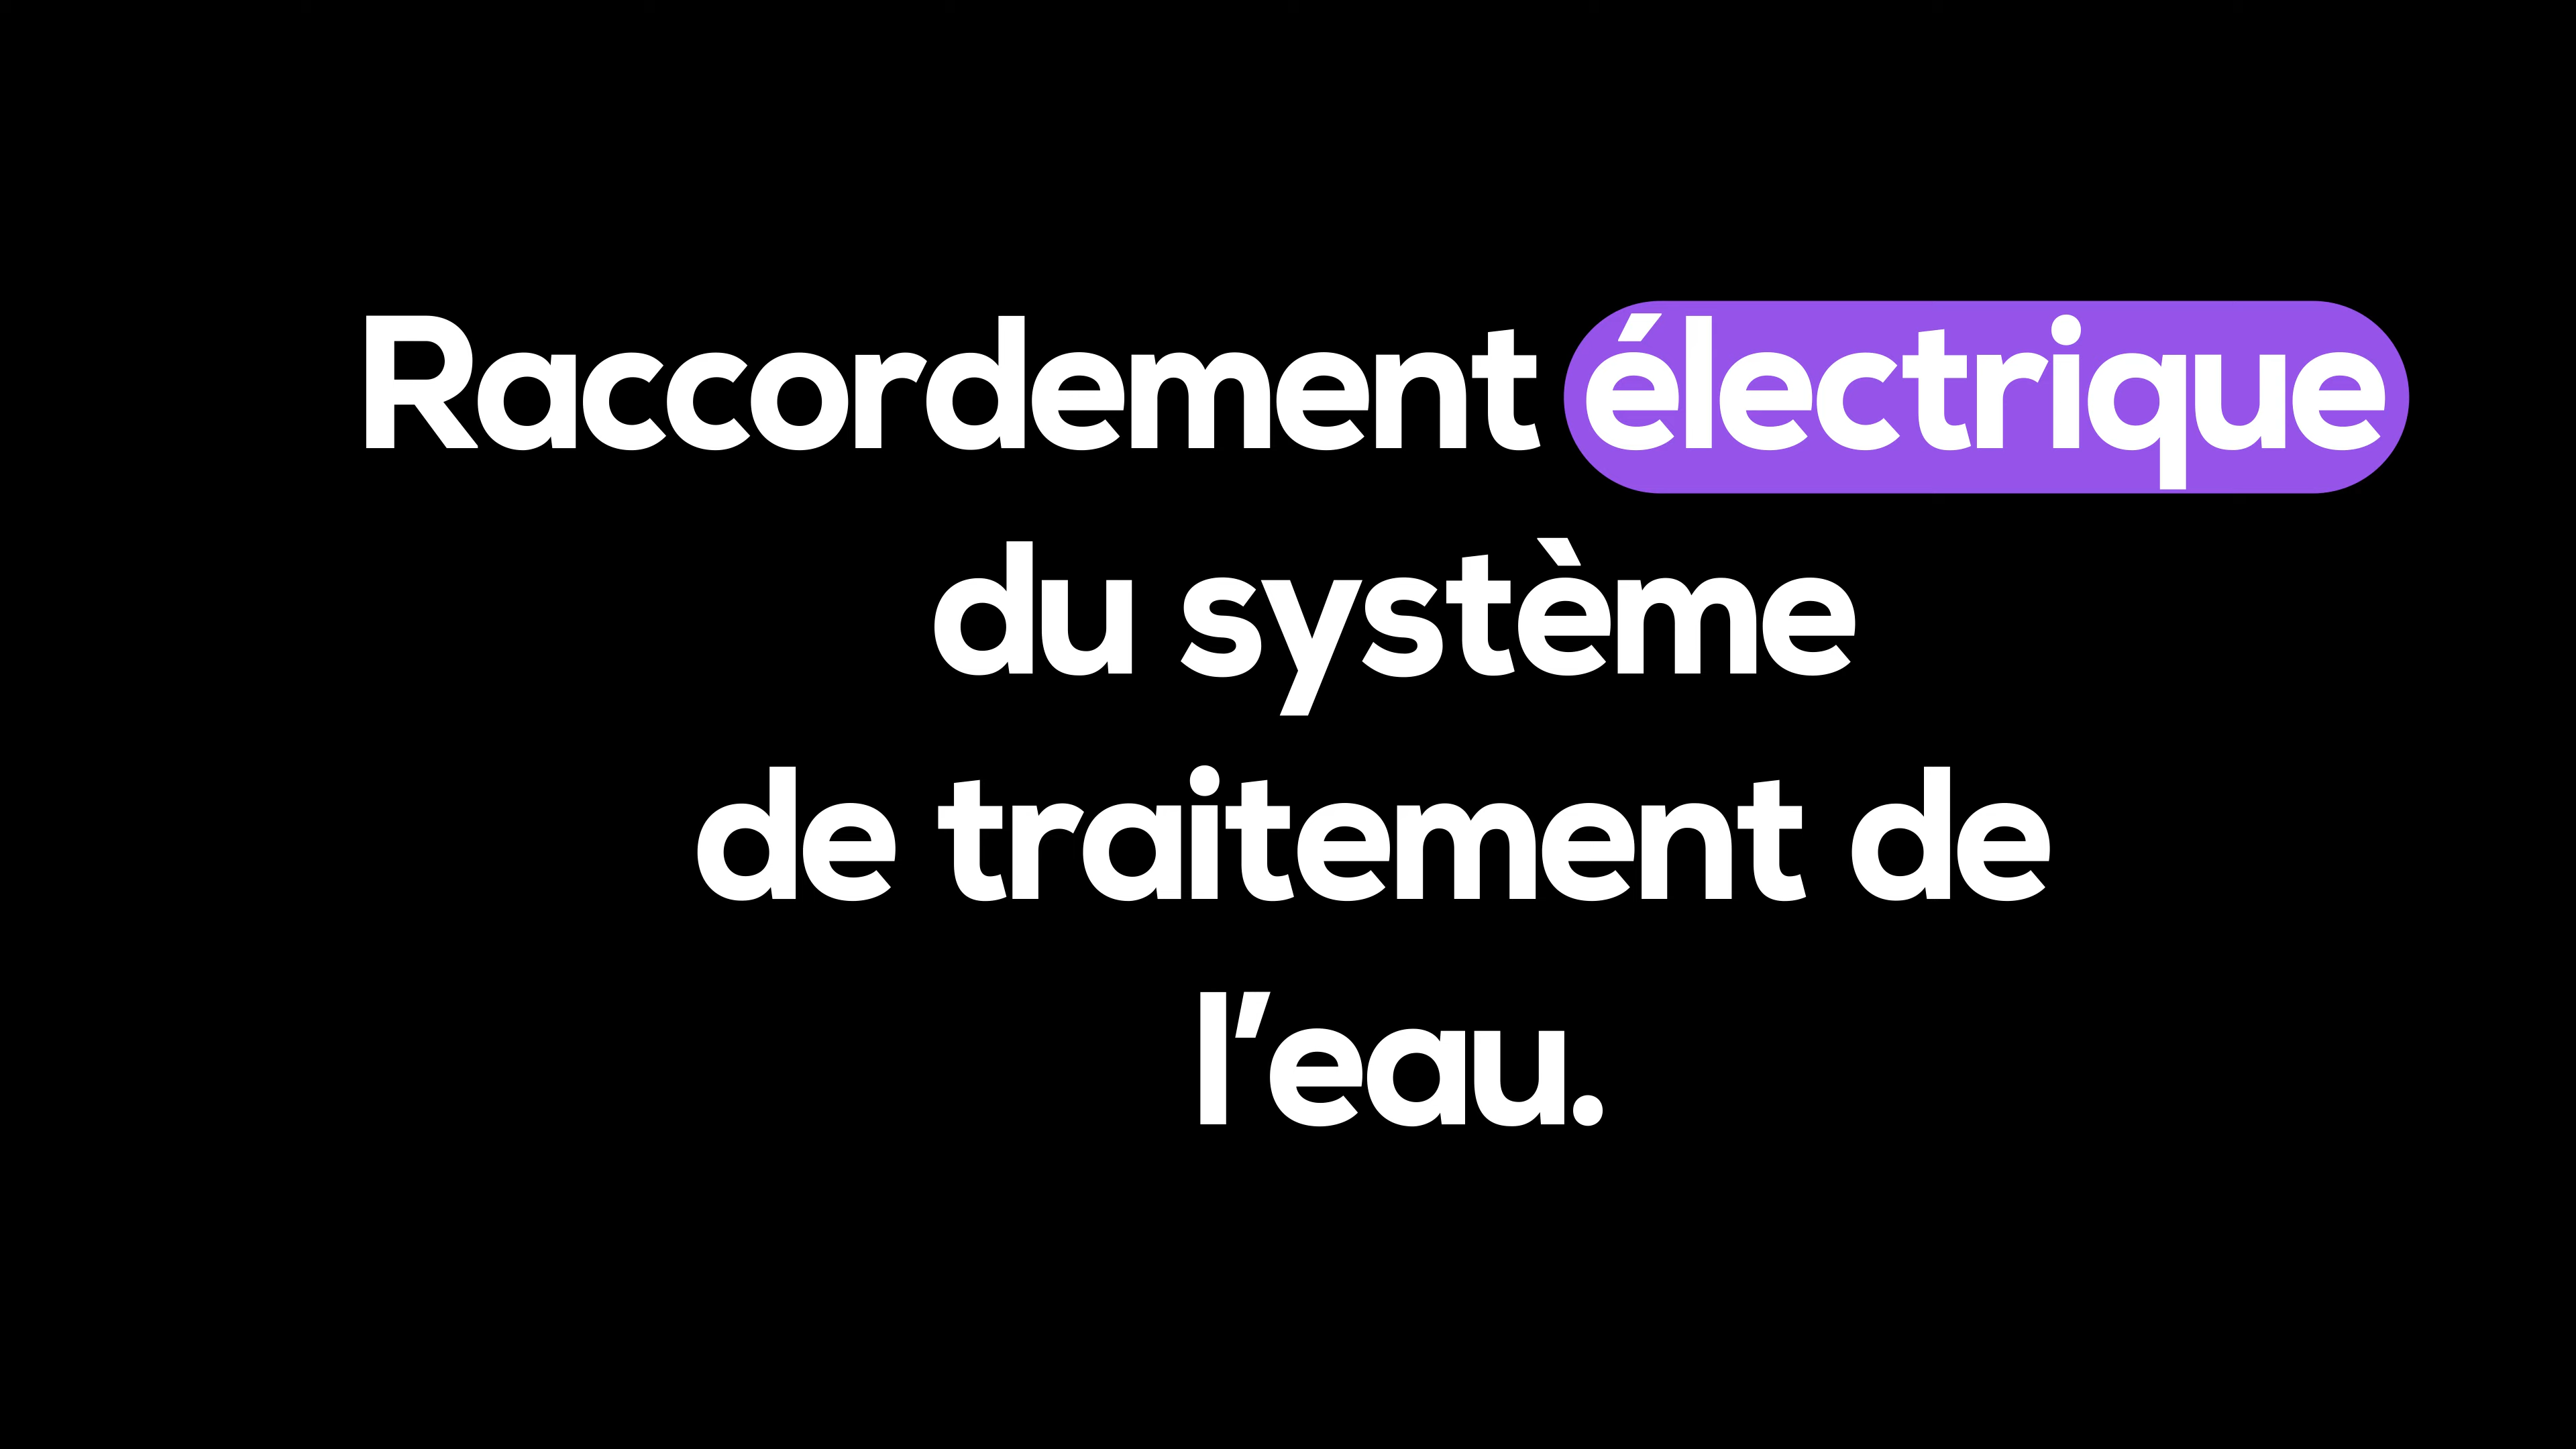 Raccordement électrique
du système
de traitement de
l’eau.